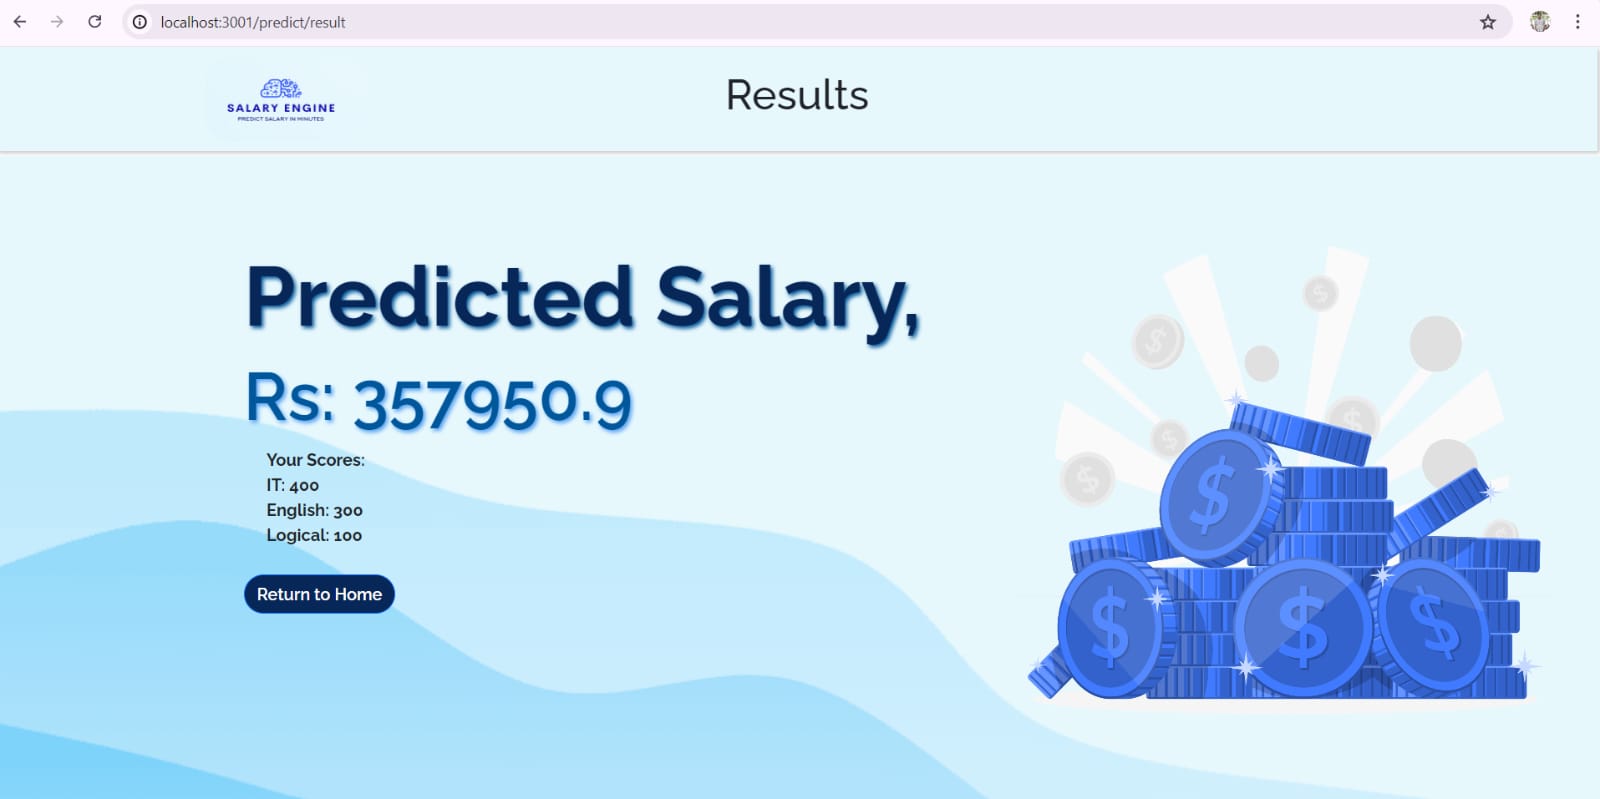 localhost:3001/predict/result
SALARY ENGINE
PREDICT SALARY IN MINUTES
Results
Predicted Salary,
Rs: 357950.9
Your Scores:
IT: 400
English: 300
Logical: 100
Return to Home
$
$
$
$
$
$
$
$
$
$